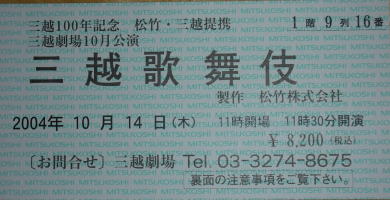 三越100年記念 松竹・三越提携 1階9列16番
三越劇場10月公演
三越歌舞伎
製作 松竹株式会社
2004年 10月 14日(木) 11時開場 11時30分開演
¥8,200(税込)
〔お問合せ〕三越劇場 Tel. 03-3274-8675
裏面の注意事項をご覧下さい。
MITSUKOSHI MITSUKOSHI MITSUKOSHI